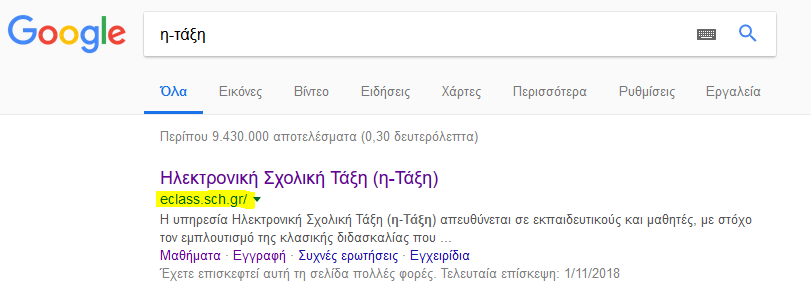 Google
η-τάξη
Όλα Εικόνες Βίντεο Ειδήσεις Χάρτες Περισσότερα Ρυθμίσεις Εργαλεία
Περίπου 9.430.000 αποτελέσματα (0,30 δευτερόλεπτα)
Ηλεκτρονική Σχολική Τάξη (η-Τάξη)
eclass.sch.gr/
Η υπηρεσία Ηλεκτρονική Σχολική Τάξη (η-Τάξη) απευθύνεται σε εκπαιδευτικούς και μαθητές, με στόχο
τον εμπλουτισμό της κλασικής διδασκαλίας που ...
Μαθήματα · Εγγραφή · Συχνές ερωτήσεις · Εγχειρίδια
Έχετε επισκεφτεί αυτή τη σελίδα πολλές φορές. Τελευταία επίσκεψη: 1/11/2018